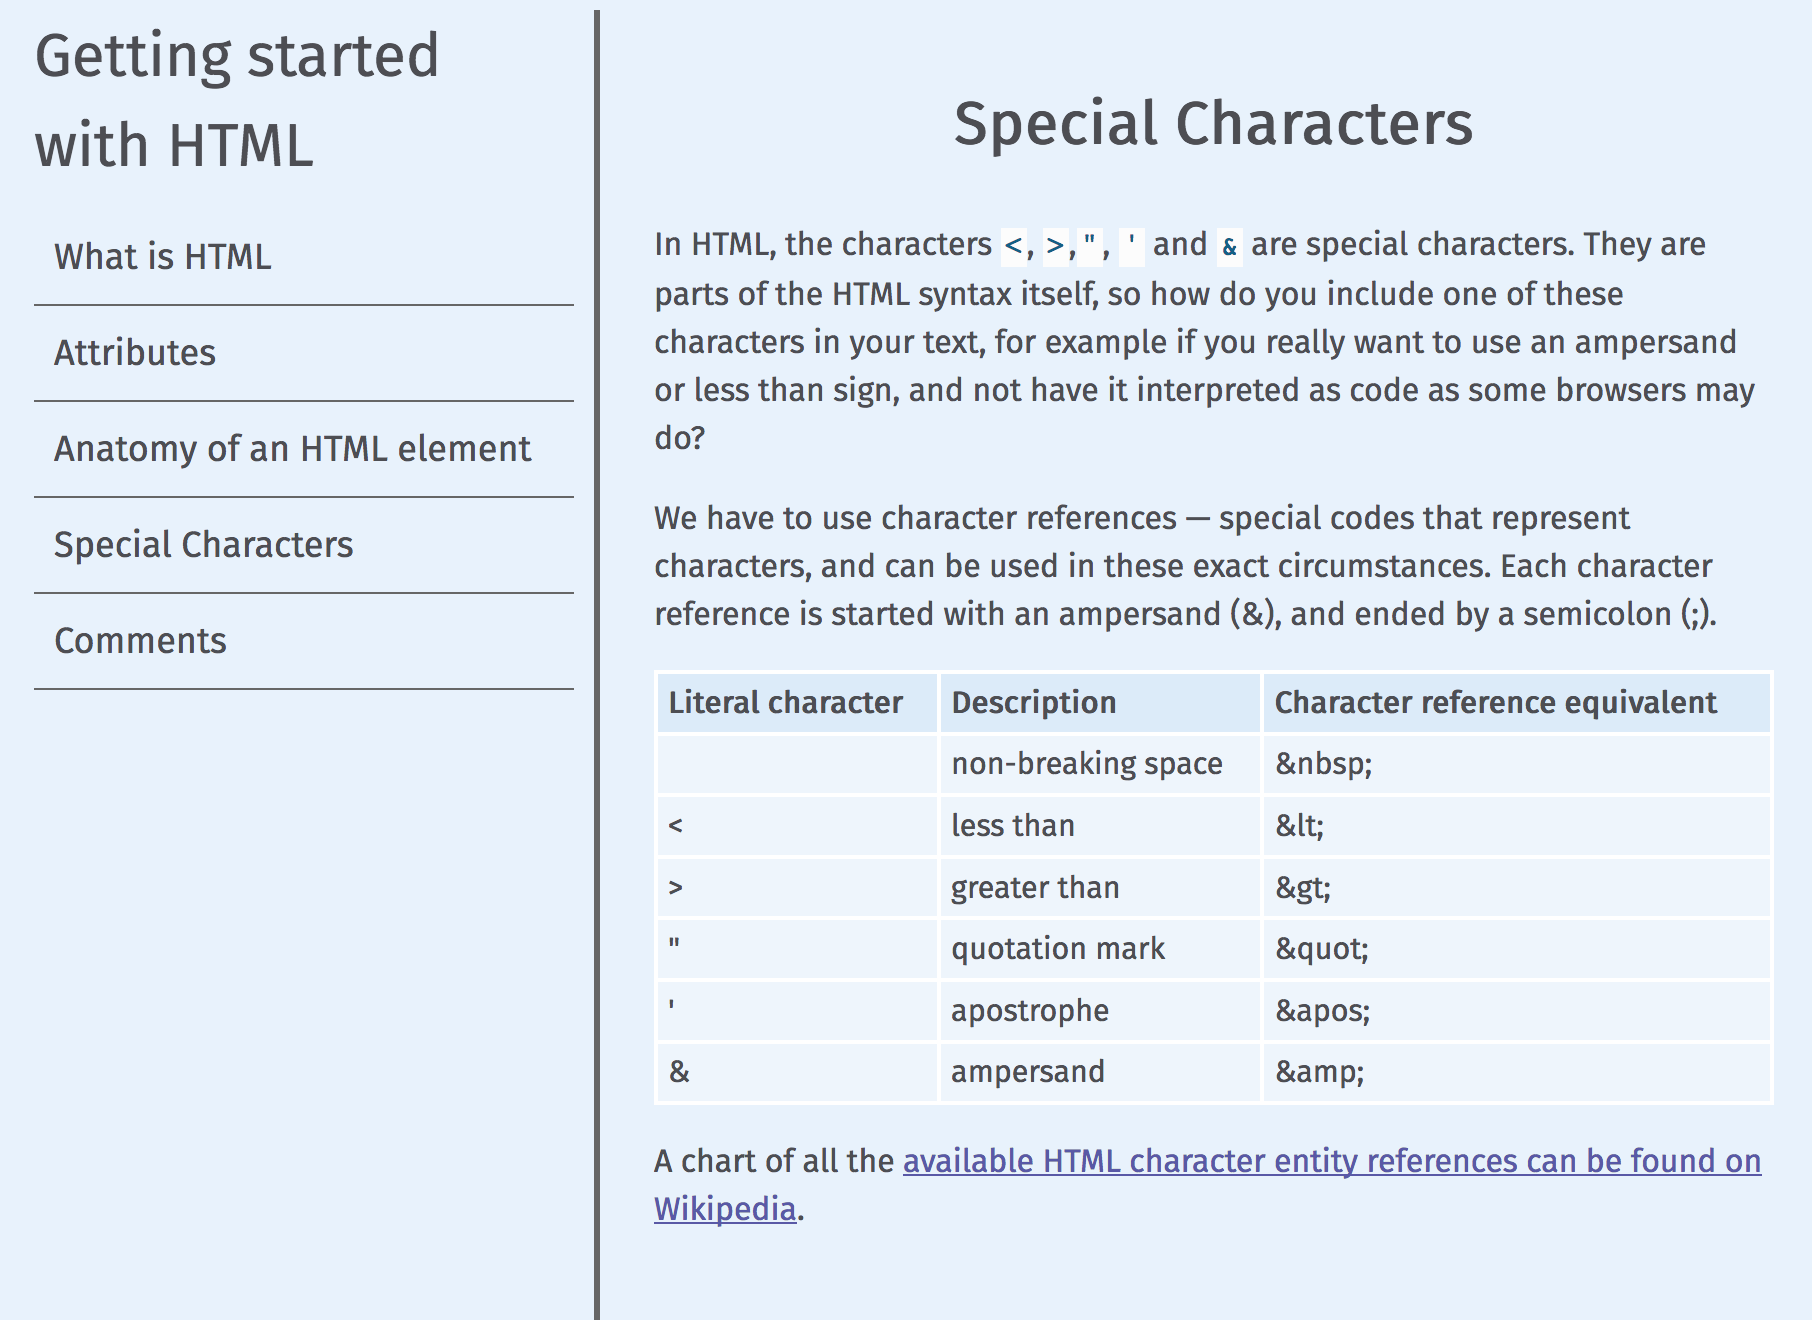 Getting started
with HTML
What is HTML
Attributes
Anatomy of an HTML element
Special Characters
Comments
Special Characters
In HTML, the characters <, >,", ' and & are special characters. They are
parts of the HTML syntax itself, so how do you include one of these
characters in your text, for example if you really want to use an ampersand
or less than sign, and not have it interpreted as code as some browsers may
do?
We have to use character references — special codes that represent
characters, and can be used in these exact circumstances. Each character
reference is started with an ampersand (&), and ended by a semicolon (;).
Literal character Description Character reference equivalent
non-breaking space &nbsp;
< less than &lt;
> greater than &gt;
" quotation mark &quot;
' apostrophe &apos;
& ampersand &amp;
A chart of all the available HTML character entity references can be found on
Wikipedia.